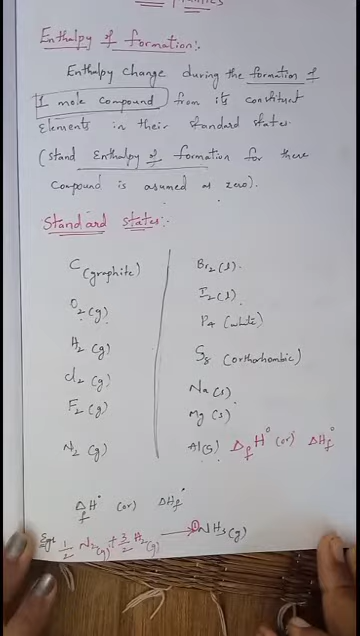 Enthalpy of formation:.
Enthalpy change during the formation of
1 mole compound from its constituent
Elements in their standard states.
(stand Enthalpy of formation for these
compound is asumed as zero).
Standard states:.
C (graphite)
O2 (g)
H2 (g)
Cl2 (g)
F2 (g)
N2 (g)
Br2 (l).
I2 (s).
P4 (white)
S8 (orthorhombic)
Na (s)
Mg (s)
Al(s) ΔfH° (or) ΔHf°
ΔfH° (or) ΔHf°
Eg: 1/2 N2(g) + 3/2 H2(g) → 1NH3(g)